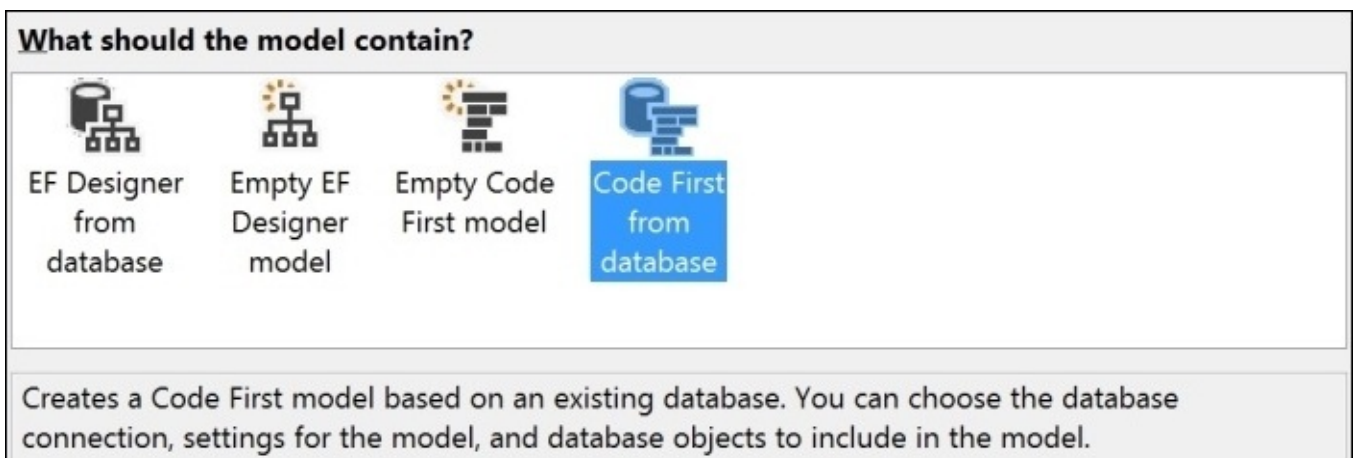 What should the model contain?
EF Designer
from
database
Empty EF
Designer
model
Empty Code
First model
Code First
from
database
Creates a Code First model based on an existing database. You can choose the database
connection, settings for the model, and database objects to include in the model.